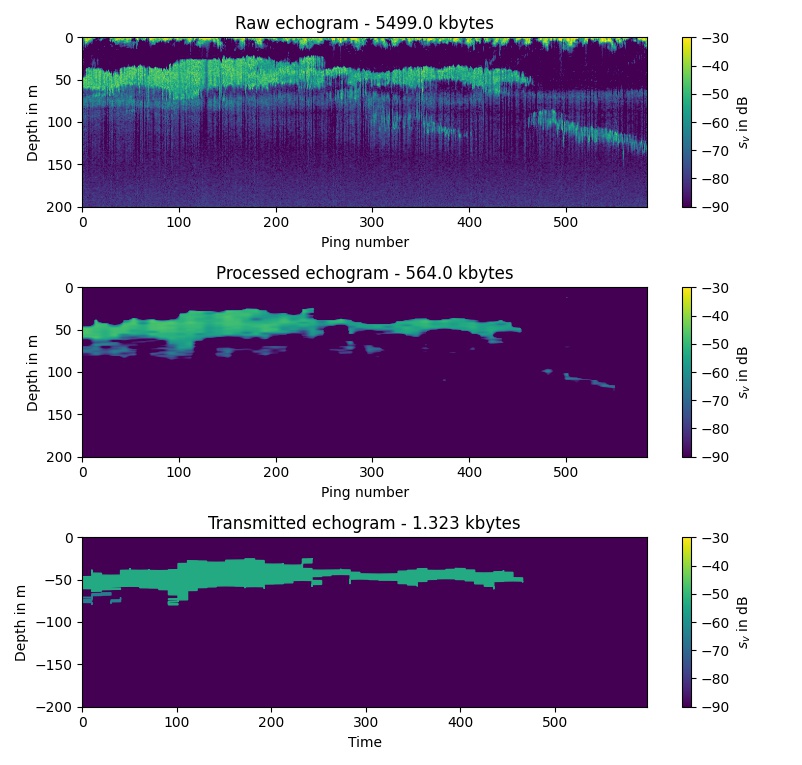 Raw echogram - 5499.0 kbytes
0
50
100
150
200
Depth in m
0 100 200 300 400 500
Ping number
−30
−40
−50
−60
−70
−80
−90
sv in dB
Processed echogram - 564.0 kbytes
0
50
100
150
200
Depth in m
0 100 200 300 400 500
Ping number
−30
−40
−50
−60
−70
−80
−90
sv in dB
Transmitted echogram - 1.323 kbytes
0
−50
−100
−150
−200
Depth in m
0 100 200 300 400 500
Time
−30
−40
−50
−60
−70
−80
−90
sv in dB